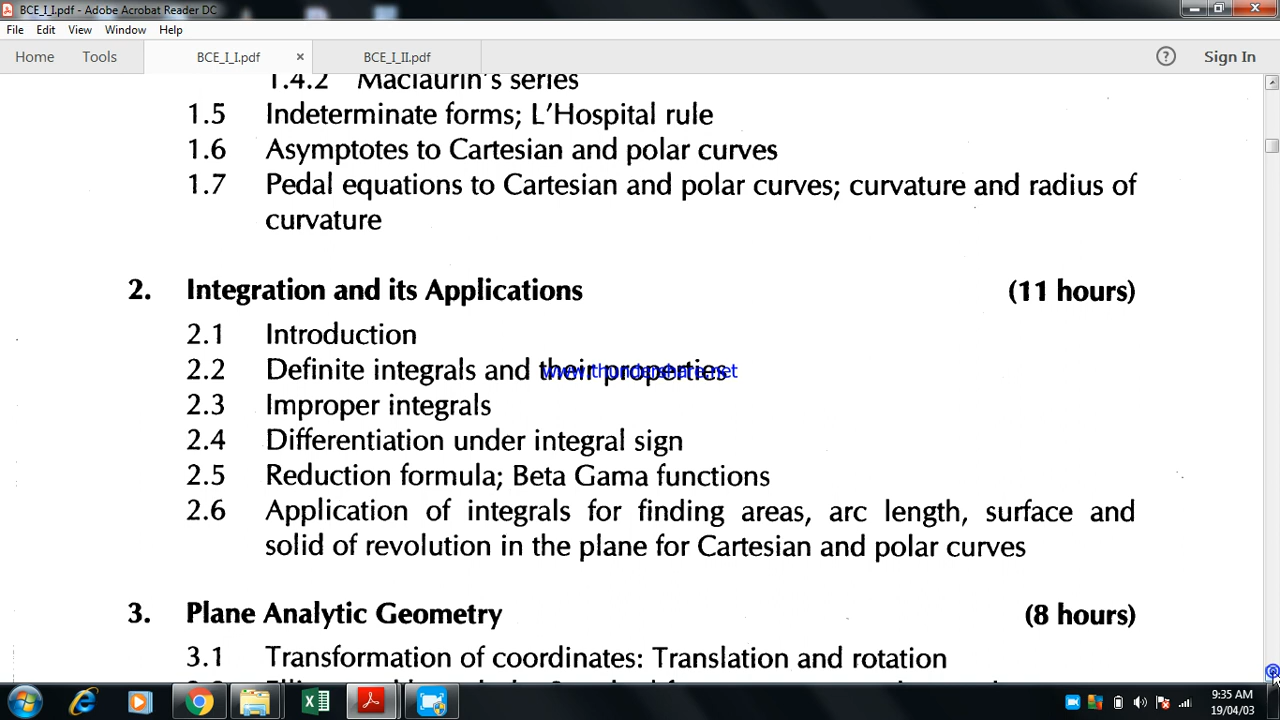 BCE_I_I.pdf - Adobe Acrobat Reader DC
File Edit View Window Help
Home Tools BCE_I_I.pdf × BCE_I_II.pdf ? Sign In
1.4.2 Maclaurin's series
1.5 Indeterminate forms; L'Hospital rule
1.6 Asymptotes to Cartesian and polar curves
1.7 Pedal equations to Cartesian and polar curves; curvature and radius of
curvature
2. Integration and its Applications (11 hours)
2.1 Introduction
2.2 Definite integrals and their properties
www.thundershare.net
2.3 Improper integrals
2.4 Differentiation under integral sign
2.5 Reduction formula; Beta Gama functions
2.6 Application of integrals for finding areas, arc length, surface and
solid of revolution in the plane for Cartesian and polar curves
3. Plane Analytic Geometry (8 hours)
3.1 Transformation of coordinates: Translation and rotation
9:35 AM
19/04/03